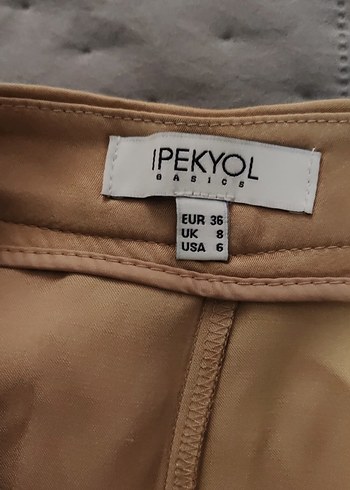 IPEKYOL
BASICS
EUR 36
UK 8
USA 6